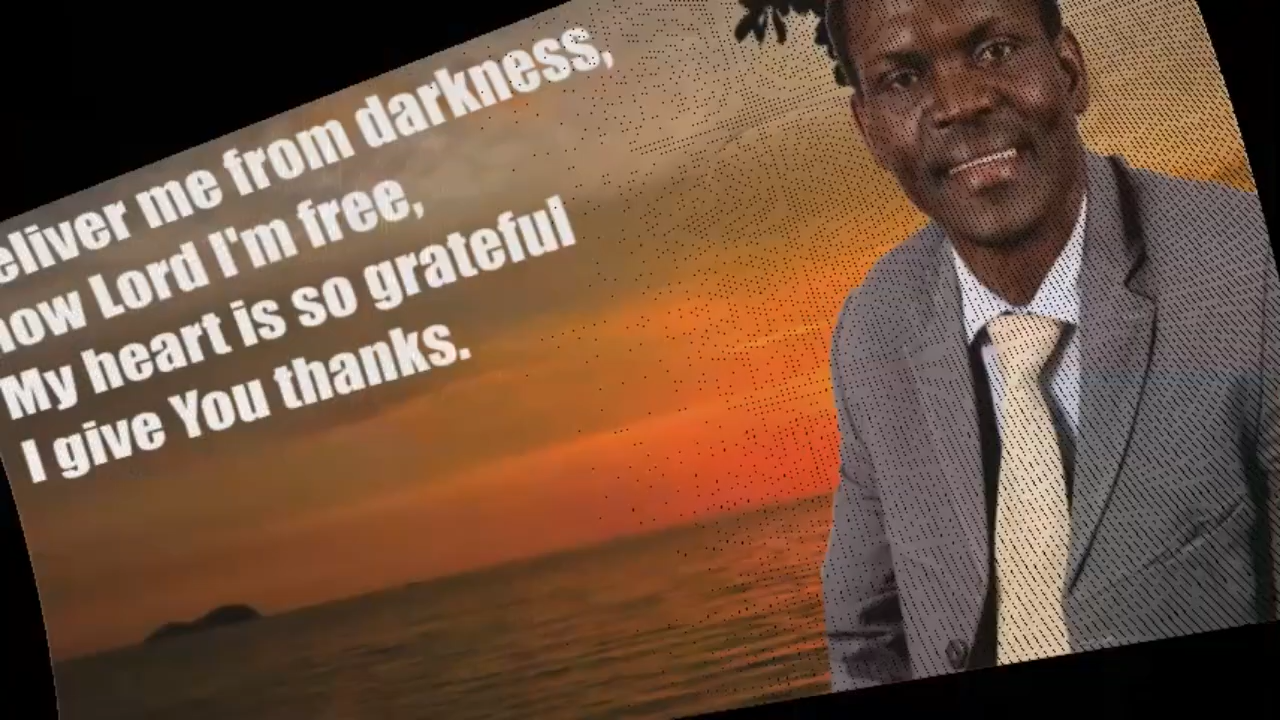 eliver me from darkness,
now Lord I'm free,
My heart is so grateful
I give You thanks.